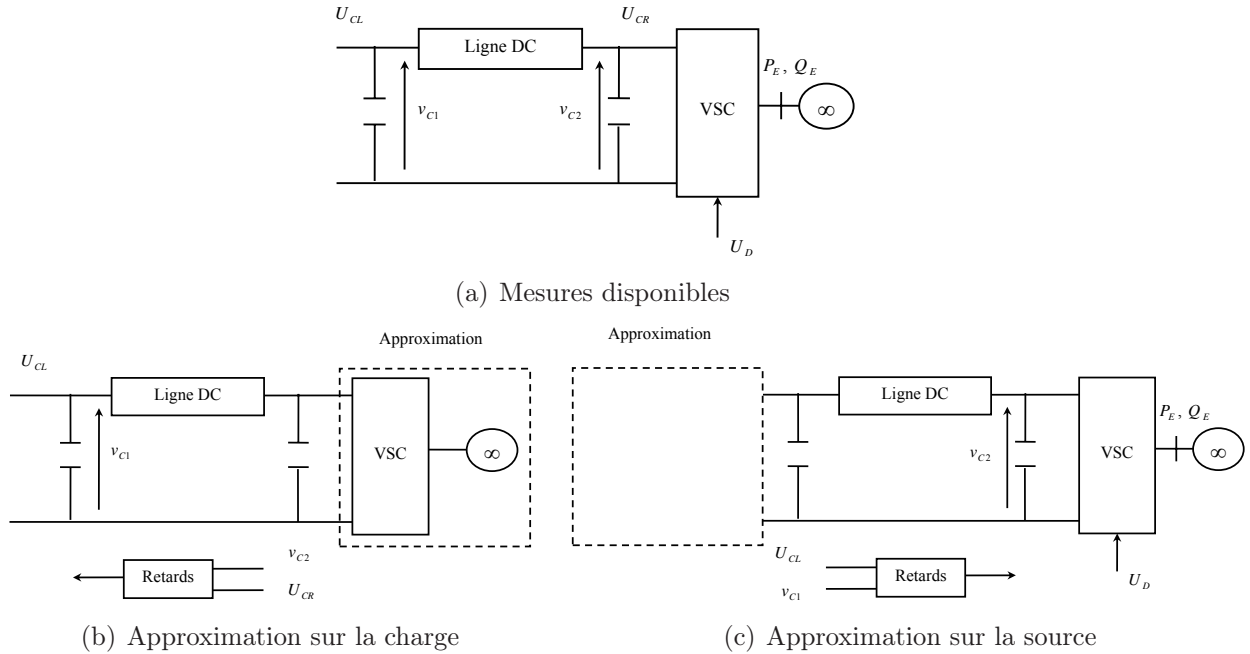 U_CL
U_CR
Ligne DC
P_E, Q_E
v_C1
v_C2
VSC
∞
U_D
(a) Mesures disponibles
Approximation
U_CL
Ligne DC
v_C1
VSC
∞
v_C2
Retards
U_CR
(b) Approximation sur la charge
Approximation
Ligne DC
P_E, Q_E
v_C2
VSC
∞
U_CL
Retards
v_C1
U_D
(c) Approximation sur la source